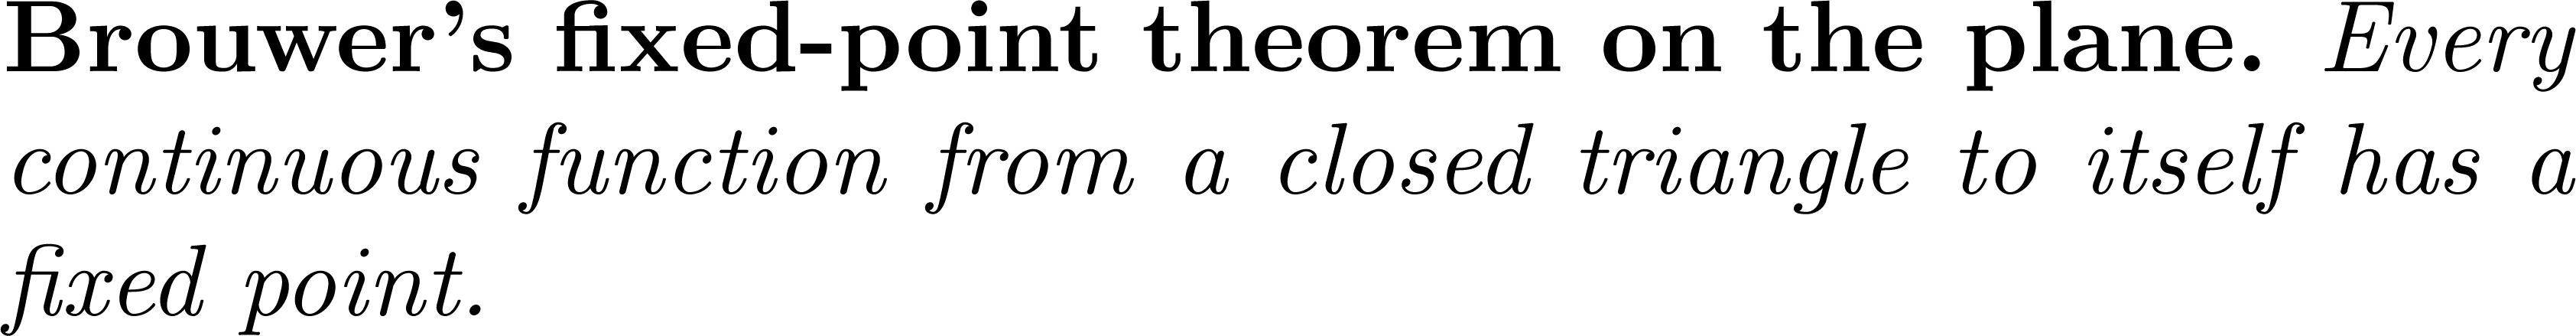 Brouwer’s fixed-point theorem on the plane. Every
continuous function from a closed triangle to itself has a
fixed point.